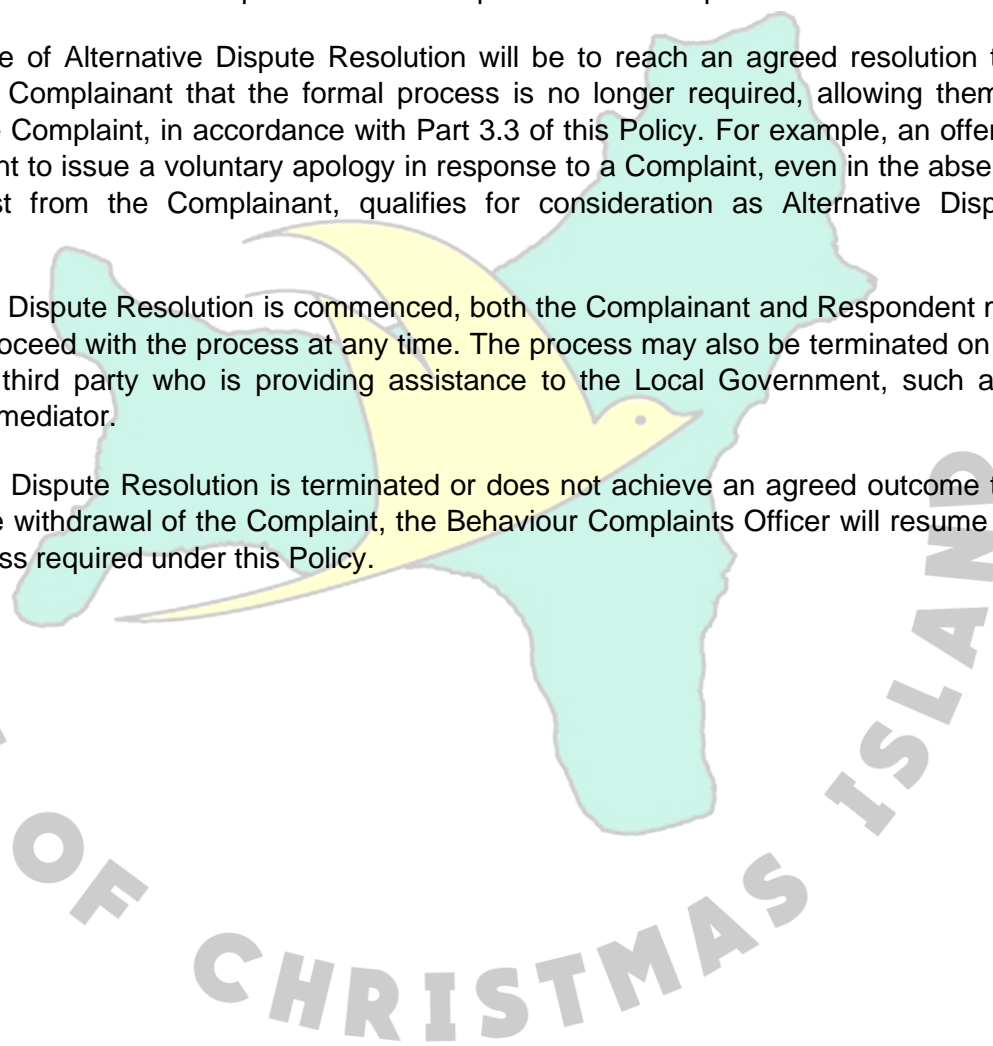 e of Alternative Dispute Resolution will be to reach an agreed resolution t
Complainant that the formal process is no longer required, allowing them
e Complaint, in accordance with Part 3.3 of this Policy. For example, an offer
nt to issue a voluntary apology in response to a Complaint, even in the abse
st from the Complainant, qualifies for consideration as Alternative Disp
Dispute Resolution is commenced, both the Complainant and Respondent
oceed with the process at any time. The process may also be terminated on
third party who is providing assistance to the Local Government, such a
mediator.
Dispute Resolution is terminated or does not achieve an agreed outcome t
e withdrawal of the Complaint, the Behaviour Complaints Officer will resume
ss required under this Policy.
OF CHRISTMAS ISLAND